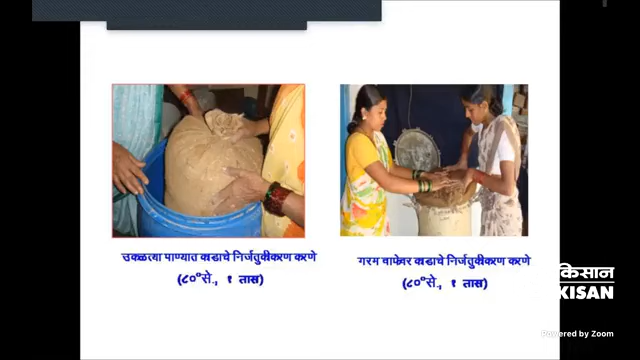 उकळत्या पाण्यात काडाचे निर्जंतुकीकरण करणे
(८०°से., १ तास)
गरम वाफेवर काडाचे निर्जंतुकीकरण करणे
(८०°से., १ तास)
किसान
KISAN
Powered by Zoom